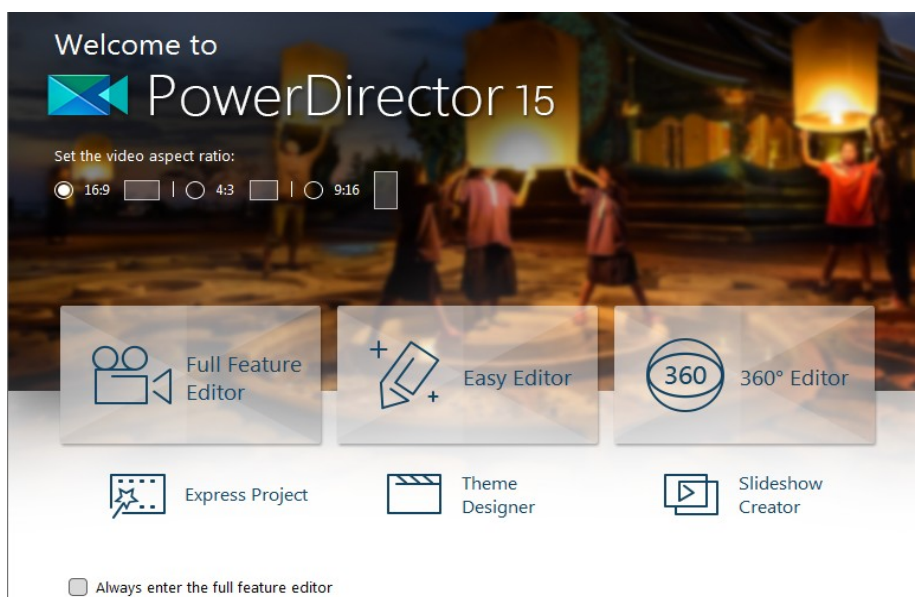 Welcome to
PowerDirector 15
Set the video aspect ratio:
16:9 4:3 9:16
Full Feature
Editor
Easy Editor
360
360° Editor
Express Project
Theme
Designer
Slideshow
Creator
Always enter the full feature editor